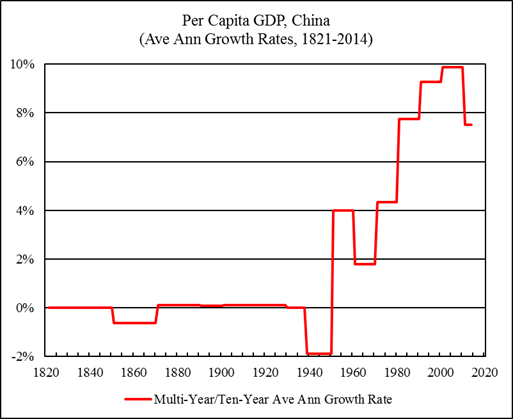 Per Capita GDP, China
(Ave Ann Growth Rates, 1821-2014)
10%
8%
6%
4%
2%
0%
-2%
1820 1840 1860 1880 1900 1920 1940 1960 1980 2000 2020
Multi-Year/Ten-Year Ave Ann Growth Rate